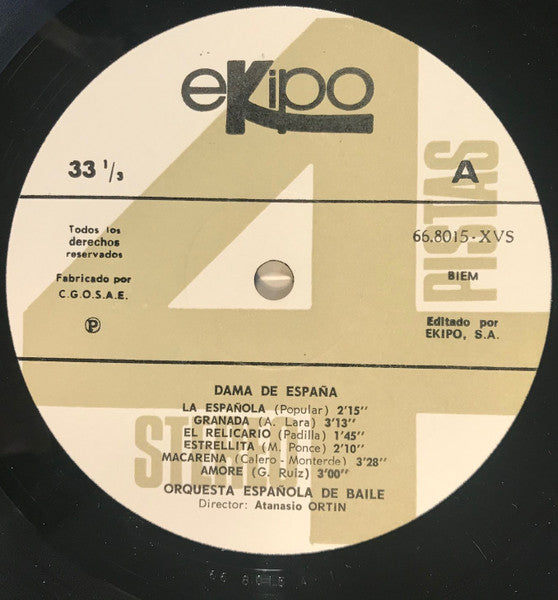 eKipo
33 1/3
A
4
PISTAS
STEREO
Todos los
derechos
reservados
66.8015-XVS
Fabricado por
C.G.O.S.A.E.
BIEM
Ⓟ
Editado por
EKIPO, S.A.
DAMA DE ESPAÑA
LA ESPAÑOLA (Popular) 2'15''
GRANADA (A. Lara) 3'13''
EL RELICARIO (Padilla) 1'45''
ESTRELLITA (M. Ponce) 2'10''
MACARENA (Calero - Monterde) 3'28''
AMORE (G. Ruiz) 3'00''
ORQUESTA ESPAÑOLA DE BAILE
Director: Atanasio ORTIN